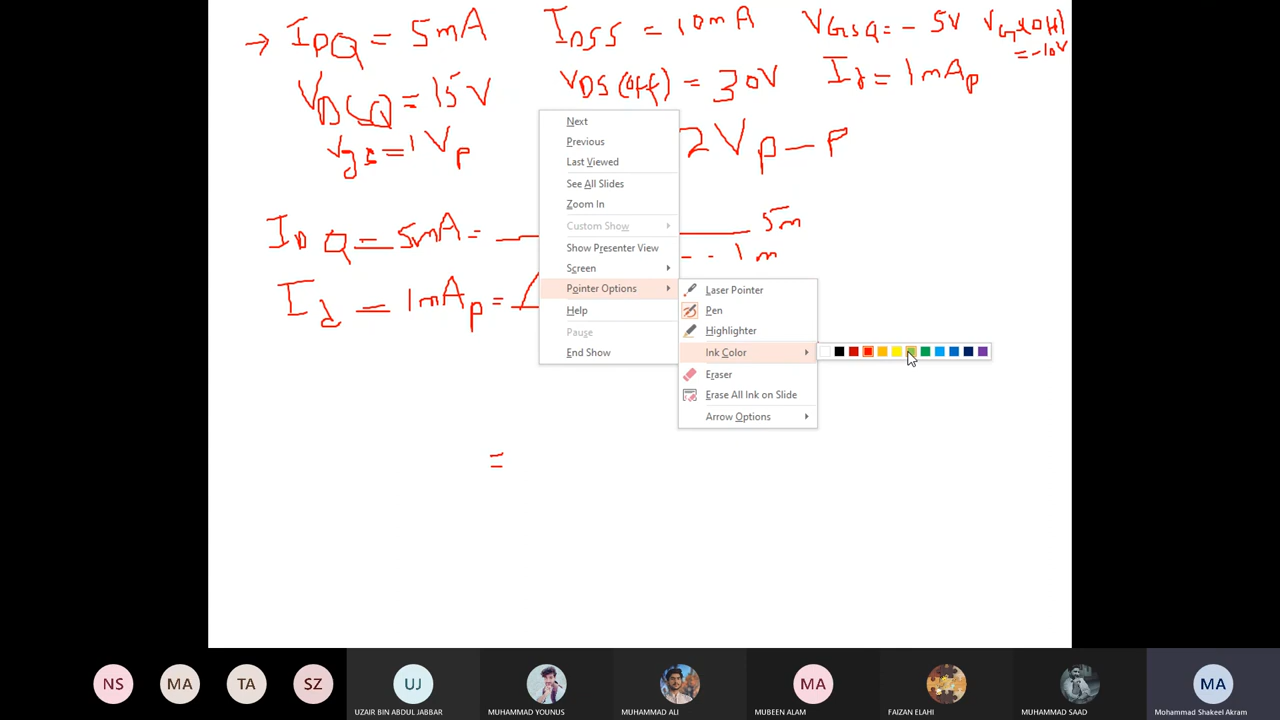 → IDQ = 5mA IDSS = 10mA VGSQ = - 5V VGS(OFF) = -10V
VDSQ = 15V VDS(off) = 30V Id = 1mAp
Vgs = 1Vp 2Vp-p
IDQ = 5mA = 5m
1m
Id = 1mAp =
=
Next
Previous
Last Viewed
See All Slides
Zoom In
Custom Show
Show Presenter View
Screen
Pointer Options
Help
Pause
End Show
Laser Pointer
Pen
Highlighter
Ink Color
Eraser
Erase All Ink on Slide
Arrow Options
NS MA TA SZ UJ MA MA
UZAIR BIN ABDUL JABBAR MUHAMMAD YOUNUS MUHAMMAD ALI MUBEEN ALAM FAIZAN ELAHI MUHAMMAD SAAD Mohammad Shakeel Akram